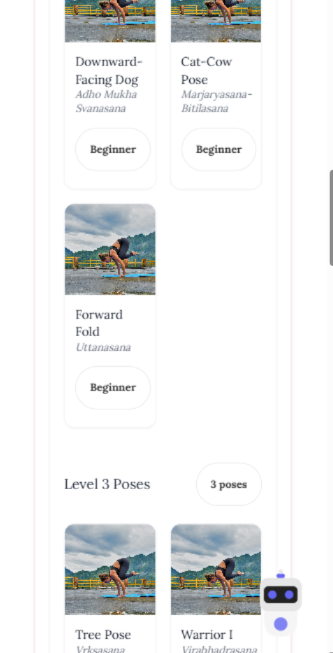 Downward-
Facing Dog
Adho Mukha
Svanasana
Beginner
Cat-Cow
Pose
Marjaryasana-
Bitilasana
Beginner
Forward
Fold
Uttanasana
Beginner
Level 3 Poses
3 poses
Tree Pose
Vrksasana
Warrior I
Virabhadrasana